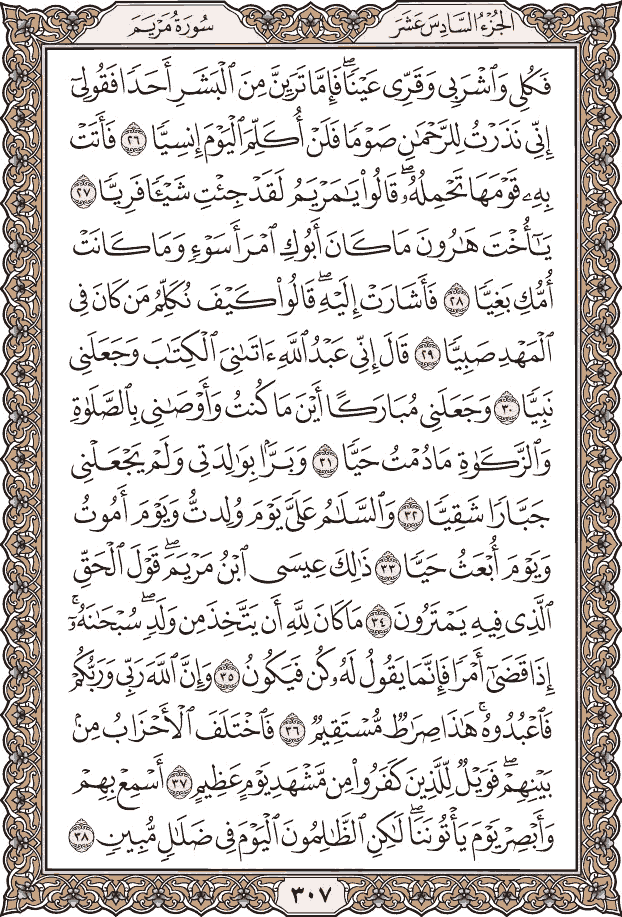 الجُزْءُ السَّادِسَ عَشَرَ
سُورَةُ مَرْيَمَ
فَكُلِى وَٱشْرَبِى وَقَرِّى عَيْنًاۖ فَإِمَّا تَرَيِنَّ مِنَ ٱلْبَشَرِ أَحَدًا فَقُولِىٓ
إِنِّى نَذَرْتُ لِلرَّحْمَـٰنِ صَوْمًا فَلَنْ أُكَلِّمَ ٱلْيَوْمَ إِنسِيًّا ٢٦ فَأَتَتْ
بِهِۦ قَوْمَهَا تَحْمِلُهُۥۖ قَالُوا۟ يَـٰمَرْيَمُ لَقَدْ جِئْتِ شَيْـًٔا فَرِيًّا ٢٧
يَـٰٓأُخْتَ هَـٰرُونَ مَا كَانَ أَبُوكِ ٱمْرَأَ سَوْءٍ وَمَا كَانَتْ
أُمُّكِ بَغِيًّا ٢٨ فَأَشَارَتْ إِلَيْهِۖ قَالُوا۟ كَيْفَ نُكَلِّمُ مَن كَانَ فِى
ٱلْمَهْدِ صَبِيًّا ٢٩ قَالَ إِنِّى عَبْدُ ٱللَّهِ ءَاتَىٰنِىَ ٱلْكِتَـٰبَ وَجَعَلَنِى
نَبِيًّا ٣٠ وَجَعَلَنِى مُبَارَكًا أَيْنَ مَا كُنتُ وَأَوْصَـٰنِى بِٱلصَّلَوٰةِ
وَٱلزَّكَوٰةِ مَا دُمْتُ حَيًّا ٣١ وَبَرًّۢا بِوَٰلِدَتِى وَلَمْ يَجْعَلْنِى
جَبَّارًا شَقِيًّا ٣٢ وَٱلسَّلَـٰمُ عَلَىَّ يَوْمَ وُلِدتُّ وَيَوْمَ أَمُوتُ
وَيَوْمَ أُبْعَثُ حَيًّا ٣٣ ذَٰلِكَ عِيسَى ٱبْنُ مَرْيَمَۖ قَوْلَ ٱلْحَقِّ
ٱلَّذِى فِيهِ يَمْتَرُونَ ٣٤ مَا كَانَ لِلَّهِ أَن يَتَّخِذَ مِن وَلَدٍۖ سُبْحَـٰنَهُۥٓۚ
إِذَا قَضَىٰٓ أَمْرًا فَإِنَّمَا يَقُولُ لَهُۥ كُن فَيَكُونُ ٣٥ وَإِنَّ ٱللَّهَ رَبِّى وَرَبُّكُمْ
فَٱعْبُدُوهُۚ هَـٰذَا صِرَٰطٌ مُّسْتَقِيمٌ ٣٦ فَٱخْتَلَفَ ٱلْأَحْزَابُ مِنۢ
بَيْنِهِمْۖ فَوَيْلٌ لِّلَّذِينَ كَفَرُوا۟ مِن مَّشْهَدِ يَوْمٍ عَظِيمٍ ٣٧ أَسْمِعْ بِهِمْ
وَأَبْصِرْ يَوْمَ يَأْتُونَنَاۖ لَـٰكِنِ ٱلظَّـٰلِمُونَ ٱلْيَوْمَ فِى ضَلَـٰلٍ مُّبِينٍ ٣٨
٣٠٧